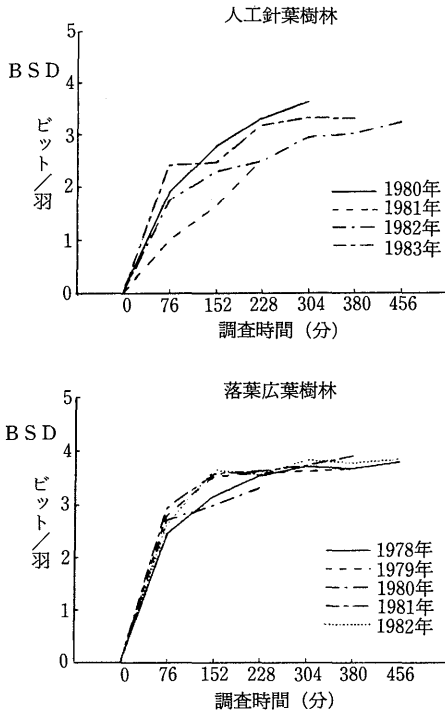 人工針葉樹林
BSD
ビット/羽
5
4
3
2
1
0
1980年
1981年
1982年
1983年
0 76 152 228 304 380 456
調査時間（分）
落葉広葉樹林
BSD
ビット/羽
5
4
3
2
1
0
1978年
1979年
1980年
1981年
1982年
0 76 152 228 304 380 456
調査時間（分）